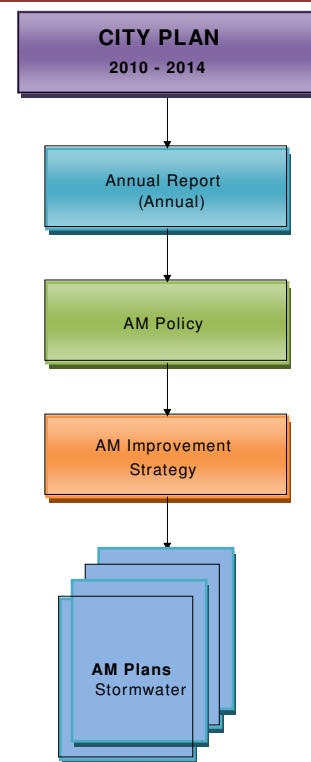 CITY PLAN
2010 - 2014
Annual Report
(Annual)
AM Policy
AM Improvement
Strategy
AM Plans
Stormwater